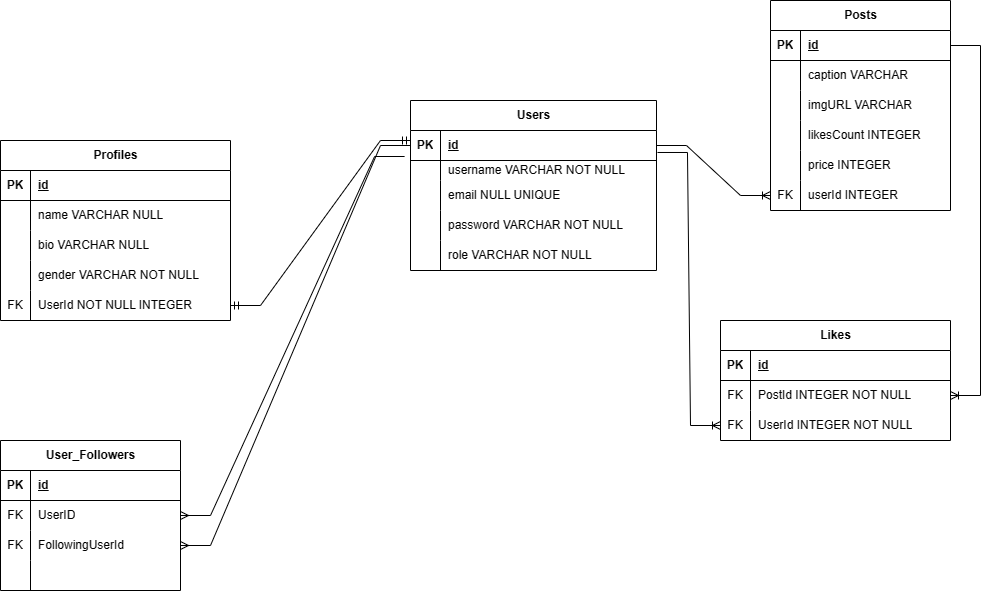 Posts
PK id
caption VARCHAR
imgURL VARCHAR
likesCount INTEGER
price INTEGER
FK userId INTEGER
Users
PK id
username VARCHAR NOT NULL
email NULL UNIQUE
password VARCHAR NOT NULL
role VARCHAR NOT NULL
Profiles
PK id
name VARCHAR NULL
bio VARCHAR NULL
gender VARCHAR NOT NULL
FK UserId NOT NULL INTEGER
Likes
PK id
FK PostId INTEGER NOT NULL
FK UserId INTEGER NOT NULL
User_Followers
PK id
FK UserID
FK FollowingUserId